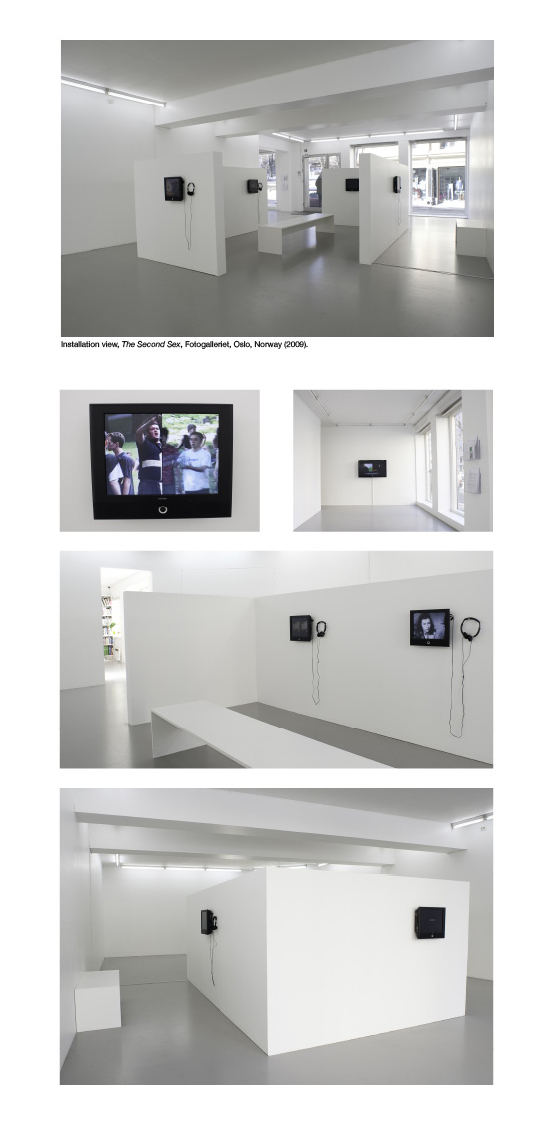 Installation view, The Second Sex, Fotogalleriet, Oslo, Norway (2009).